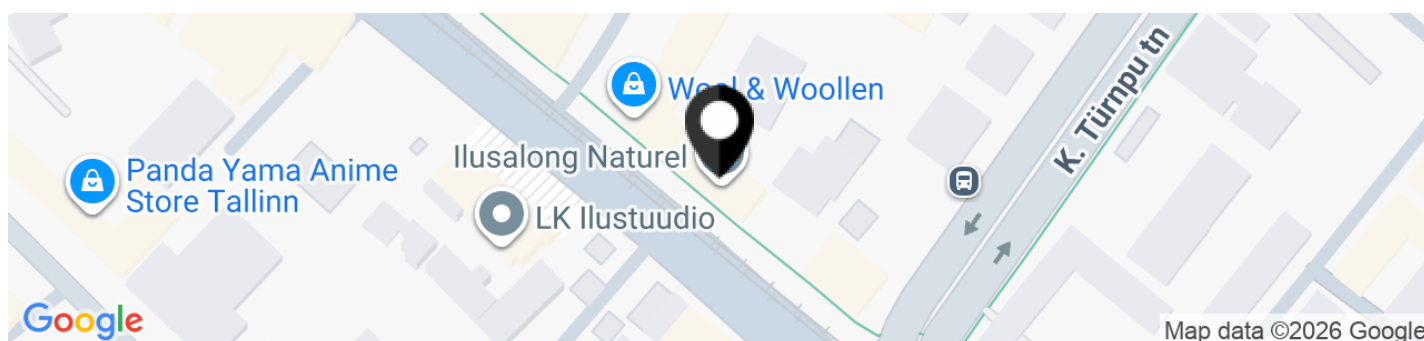 K. Türnpu tn
Wool & Woollen
Ilusalong Naturel
Panda Yama Anime
Store Tallinn
LK Ilustuudio
Google
Map data ©2026 Google